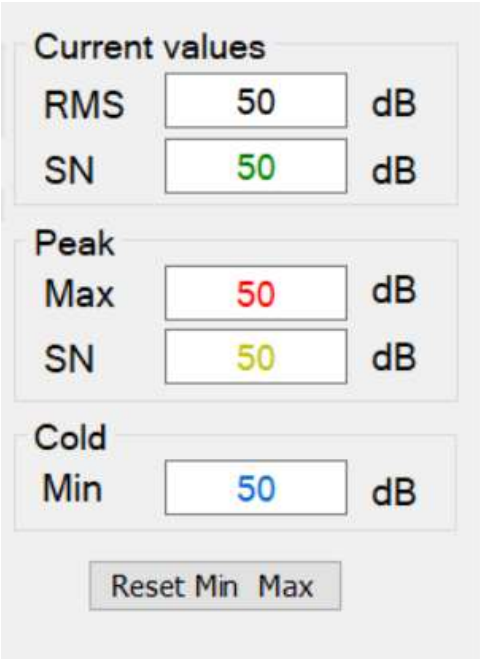 Current values
RMS 50 dB
SN 50 dB
Peak
Max 50 dB
SN 50 dB
Cold
Min 50 dB
Reset Min Max